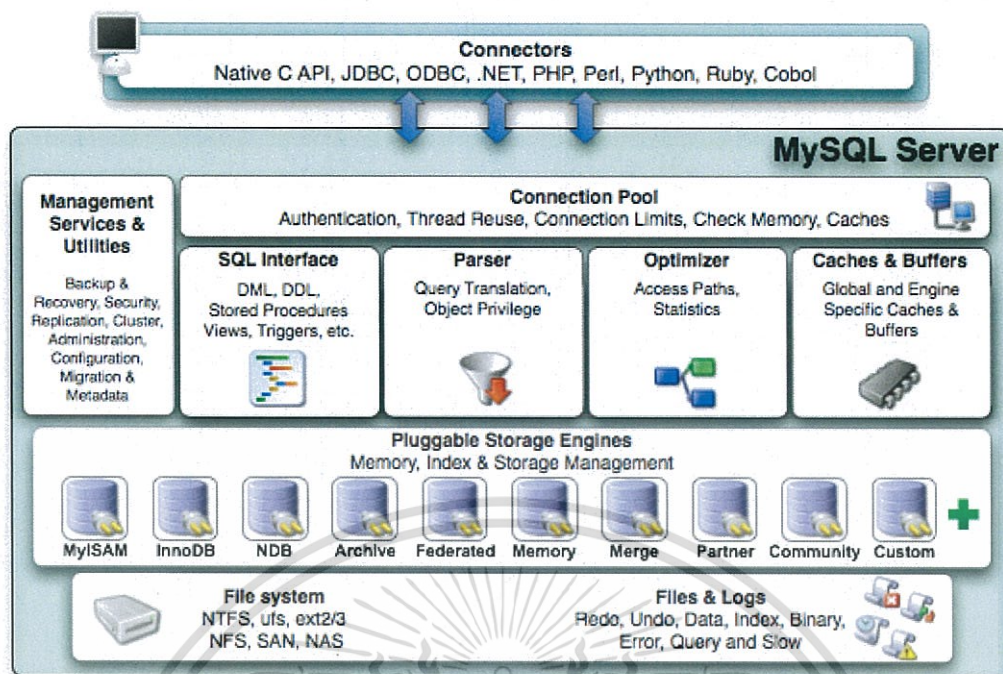 Connectors
Native C API, JDBC, ODBC, .NET, PHP, Perl, Python, Ruby, Cobol
MySQL Server
Management
Services &
Utilities
Backup &
Recovery, Security,
Replication, Cluster,
Administration,
Configuration,
Migration &
Metadata
Connection Pool
Authentication, Thread Reuse, Connection Limits, Check Memory, Caches
SQL Interface
DML, DDL,
Stored Procedures
Views, Triggers, etc.
Parser
Query Translation,
Object Privilege
Optimizer
Access Paths,
Statistics
Caches & Buffers
Global and Engine
Specific Caches &
Buffers
Pluggable Storage Engines
Memory, Index & Storage Management
MyISAM
InnoDB
NDB
Archive
Federated
Memory
Merge
Partner
Community
Custom
File system
NTFS, ufs, ext2/3
NFS, SAN, NAS
Files & Logs
Redo, Undo, Data, Index, Binary,
Error, Query and Slow